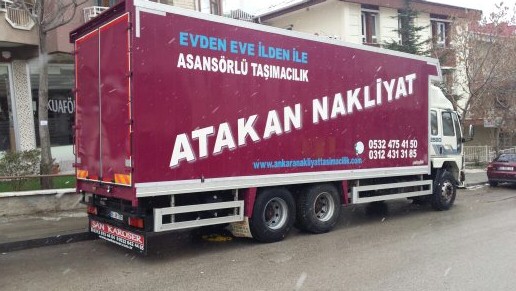 EVDEN EVE İLDEN İLE
ASANSÖRLÜ TAŞIMACILIK
ATAKAN NAKLİYAT
www.ankaranakliyattasimacilik.com
0532 475 41 50
0312 431 31 85
KUAFÖ
KAROSER